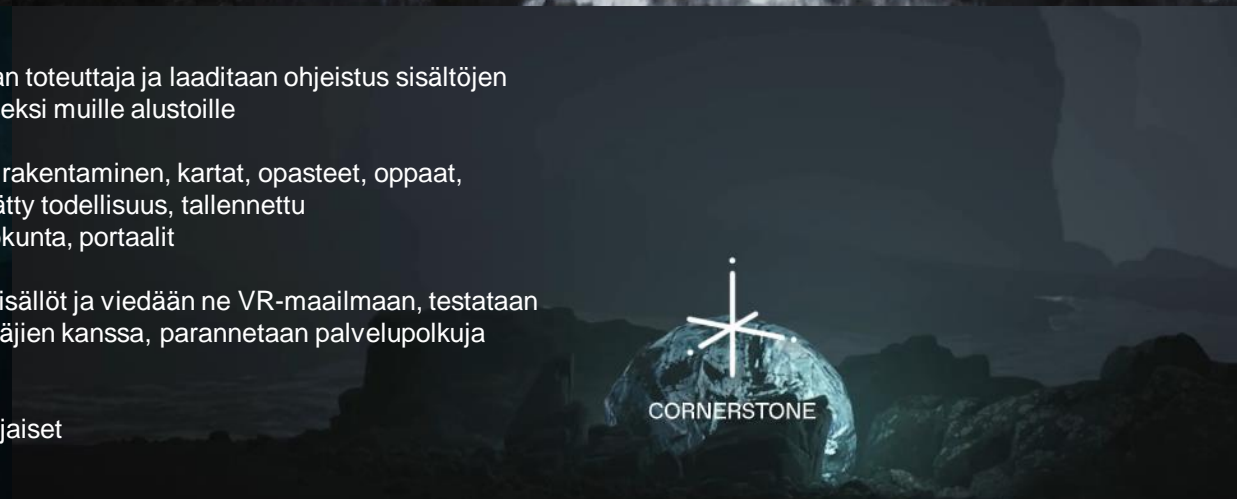 an toteuttaja ja laaditaan ohjeistus sisältöjen
eksi muille alustoille
rakentaminen, kartat, opasteet, oppaat,
ätty todellisuus, tallennettu
kunta, portaalit
isällöt ja viedään ne VR-maailmaan, testataan
äjien kanssa, parannetaan palvelupolkuja
jaiset
CORNERSTONE